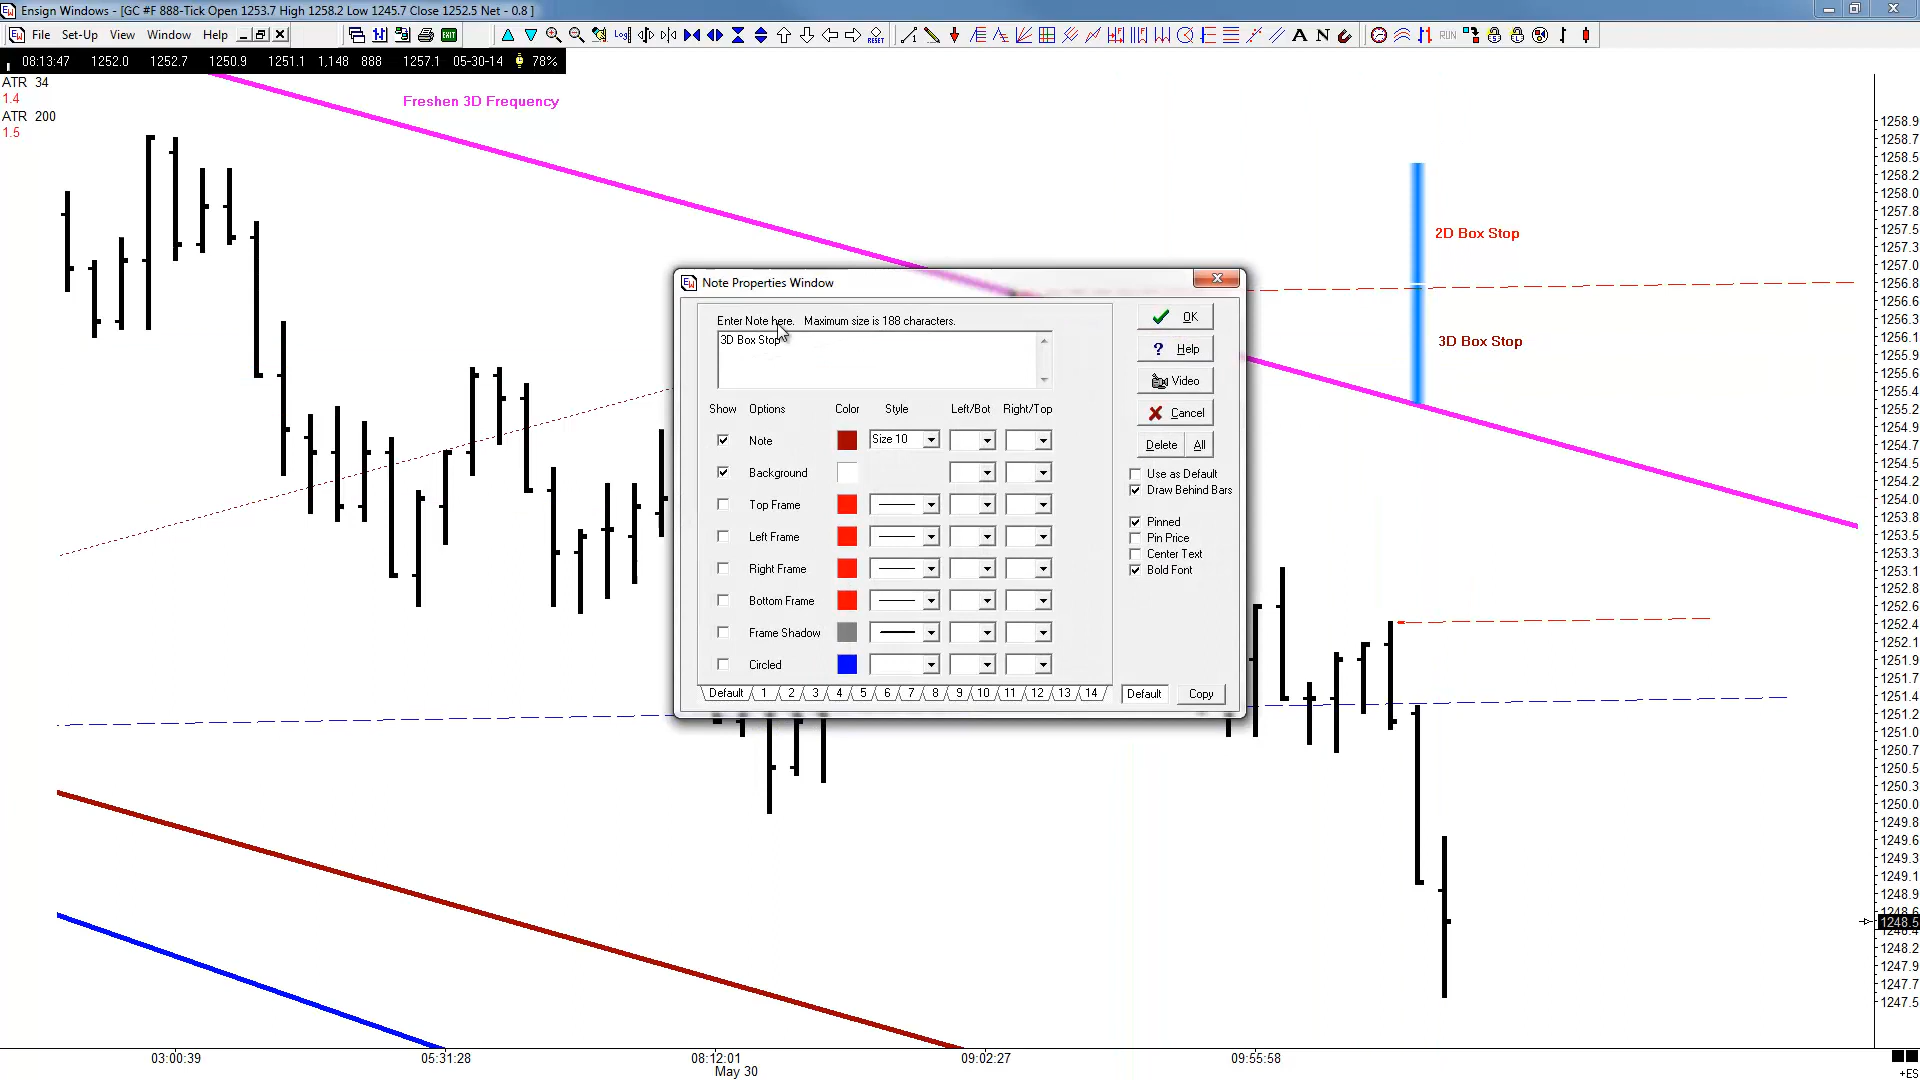 Ensign Windows - [GC #F 888-Tick Open 1253.7 High 1258.2 Low 1245.7 Close 1252.5 Net - 0.8 ]
File Set-Up View Window Help
08:13:47 1252.0 1252.7 1250.9 1251.1 1,148 888 1257.1 05-30-14 78%
ATR 34
1.4
ATR 200
1.5
Freshen 3D Frequency
2D Box Stop
3D Box Stop
Note Properties Window
Enter Note here. Maximum size is 188 characters.
3D Box Stop
Show Options Color Style Left/Bot Right/Top
Note Size 10
Background
Top Frame
Left Frame
Right Frame
Bottom Frame
Frame Shadow
Circled
Default 1 2 3 4 5 6 7 8 9 10 11 12 13 14
OK
Help
Video
Cancel
Delete All
Use as Default
Draw Behind Bars
Pinned
Pin Price
Center Text
Bold Font
Default Copy
1258.9
1258.7
1258.5
1258.2
1258.0
1257.8
1257.5
1257.3
1257.0
1256.8
1256.6
1256.3
1256.1
1255.9
1255.6
1255.4
1255.2
1254.9
1254.7
1254.5
1254.2
1254.0
1253.8
1253.5
1253.3
1253.1
1252.8
1252.6
1252.4
1252.1
1251.9
1251.7
1251.4
1251.2
1251.0
1250.7
1250.5
1250.3
1250.0
1249.8
1249.6
1249.3
1249.1
1248.9
1248.5
1248.2
1247.9
1247.7
1247.5
03:00:39 05:31:28 08:12:01 09:02:27 09:55:58
May 30
+ES